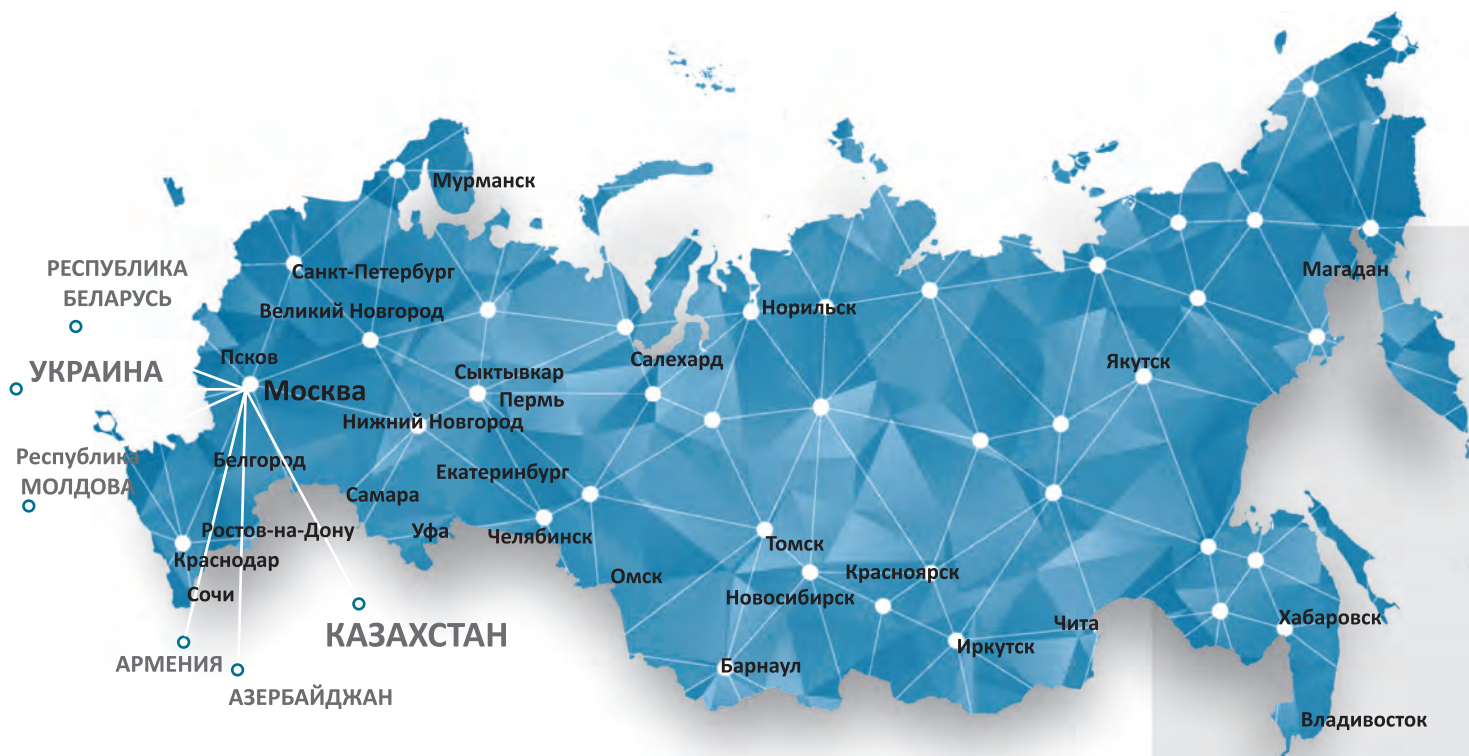 Мурманск
РЕСПУБЛИКА
БЕЛАРУСЬ
Санкт-Петербург
Магадан
Великий Новгород
Норильск
Псков
Салехард
Якутск
УКРАИНА
Сыктывкар
Москва
Пермь
Нижний Новгород
Республика
МОЛДОВА
Белгород
Екатеринбург
Самара
Ростов-на-Дону
Уфа
Челябинск
Томск
Краснодар
Омск
Красноярск
Сочи
Новосибирск
КАЗАХСТАН
Чита
Хабаровск
Иркутск
АРМЕНИЯ
Барнаул
АЗЕРБАЙДЖАН
Владивосток